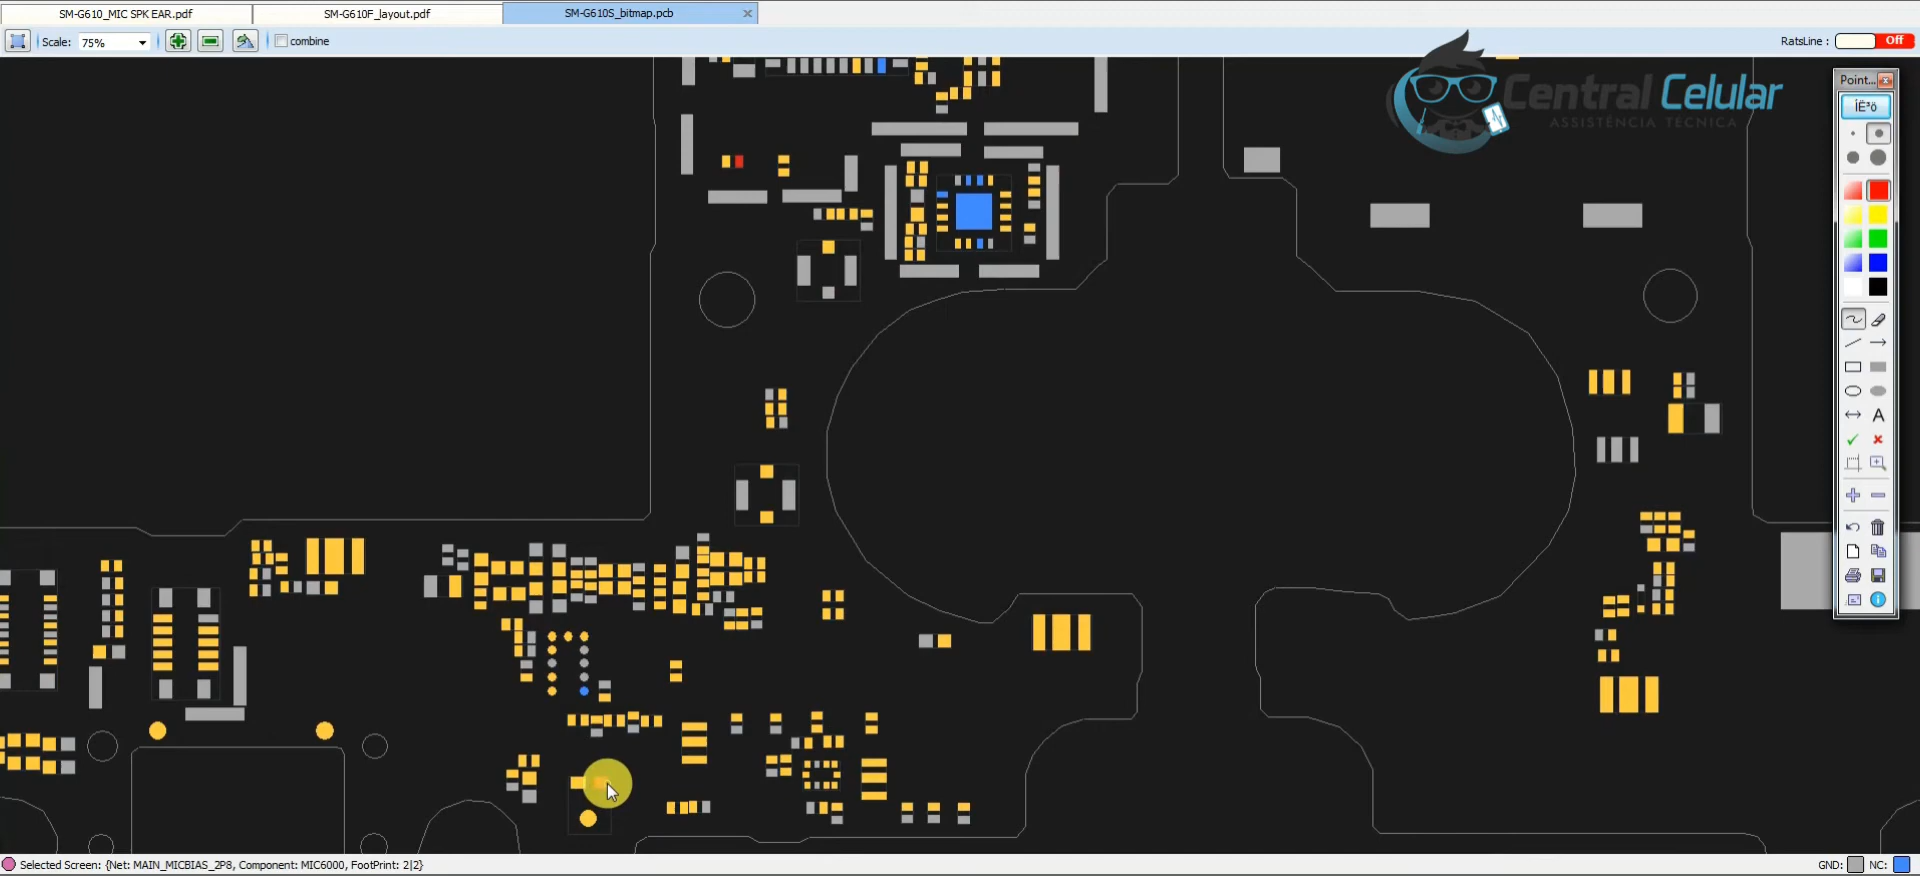 SM-G610_MIC SPK EAR.pdf
SM-G610F_layout.pdf
SM-G610S_bitmap.pcb
Scale: 75%
combine
RatsLine : Off
Central Celular
ASSISTÊNCIA TÉCNICA
Point...
ÎË³ö
A
Selected Screen: {Net: MAIN_MICBIAS_2P8, Component: MIC6000, FootPrint: 2|2}
GND: NC: